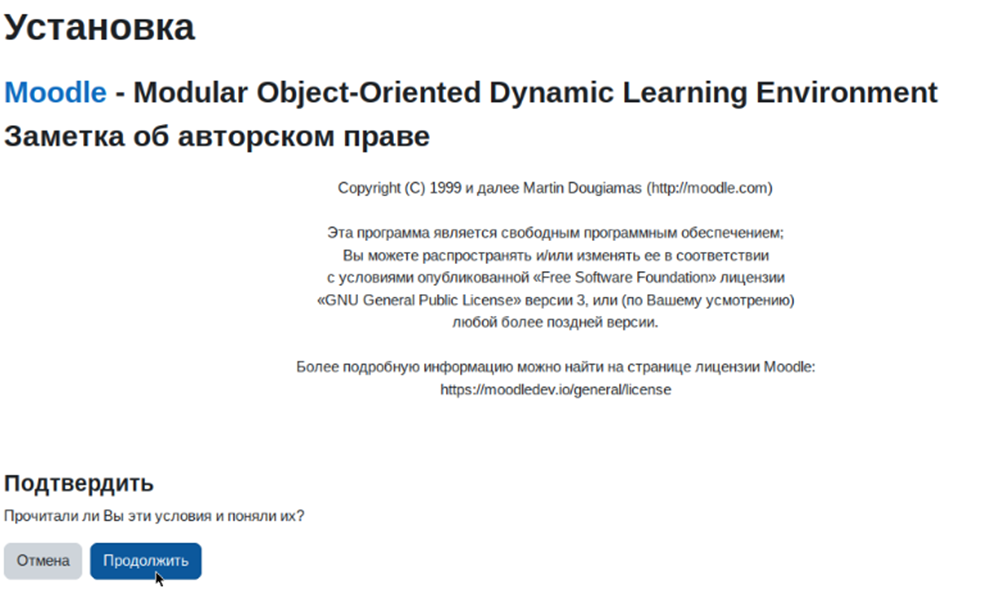 Установка
Moodle - Modular Object-Oriented Dynamic Learning Environment
Заметка об авторском праве
Copyright (C) 1999 и далее Martin Dougiamas (http://moodle.com)
Эта программа является свободным программным обеспечением;
Вы можете распространять и/или изменять ее в соответствии
с условиями опубликованной «Free Software Foundation» лицензии
«GNU General Public License» версии 3, или (по Вашему усмотрению)
любой более поздней версии.
Более подробную информацию можно найти на странице лицензии Moodle:
https://moodledev.io/general/license
Подтвердить
Прочитали ли Вы эти условия и поняли их?
Отмена Продолжить